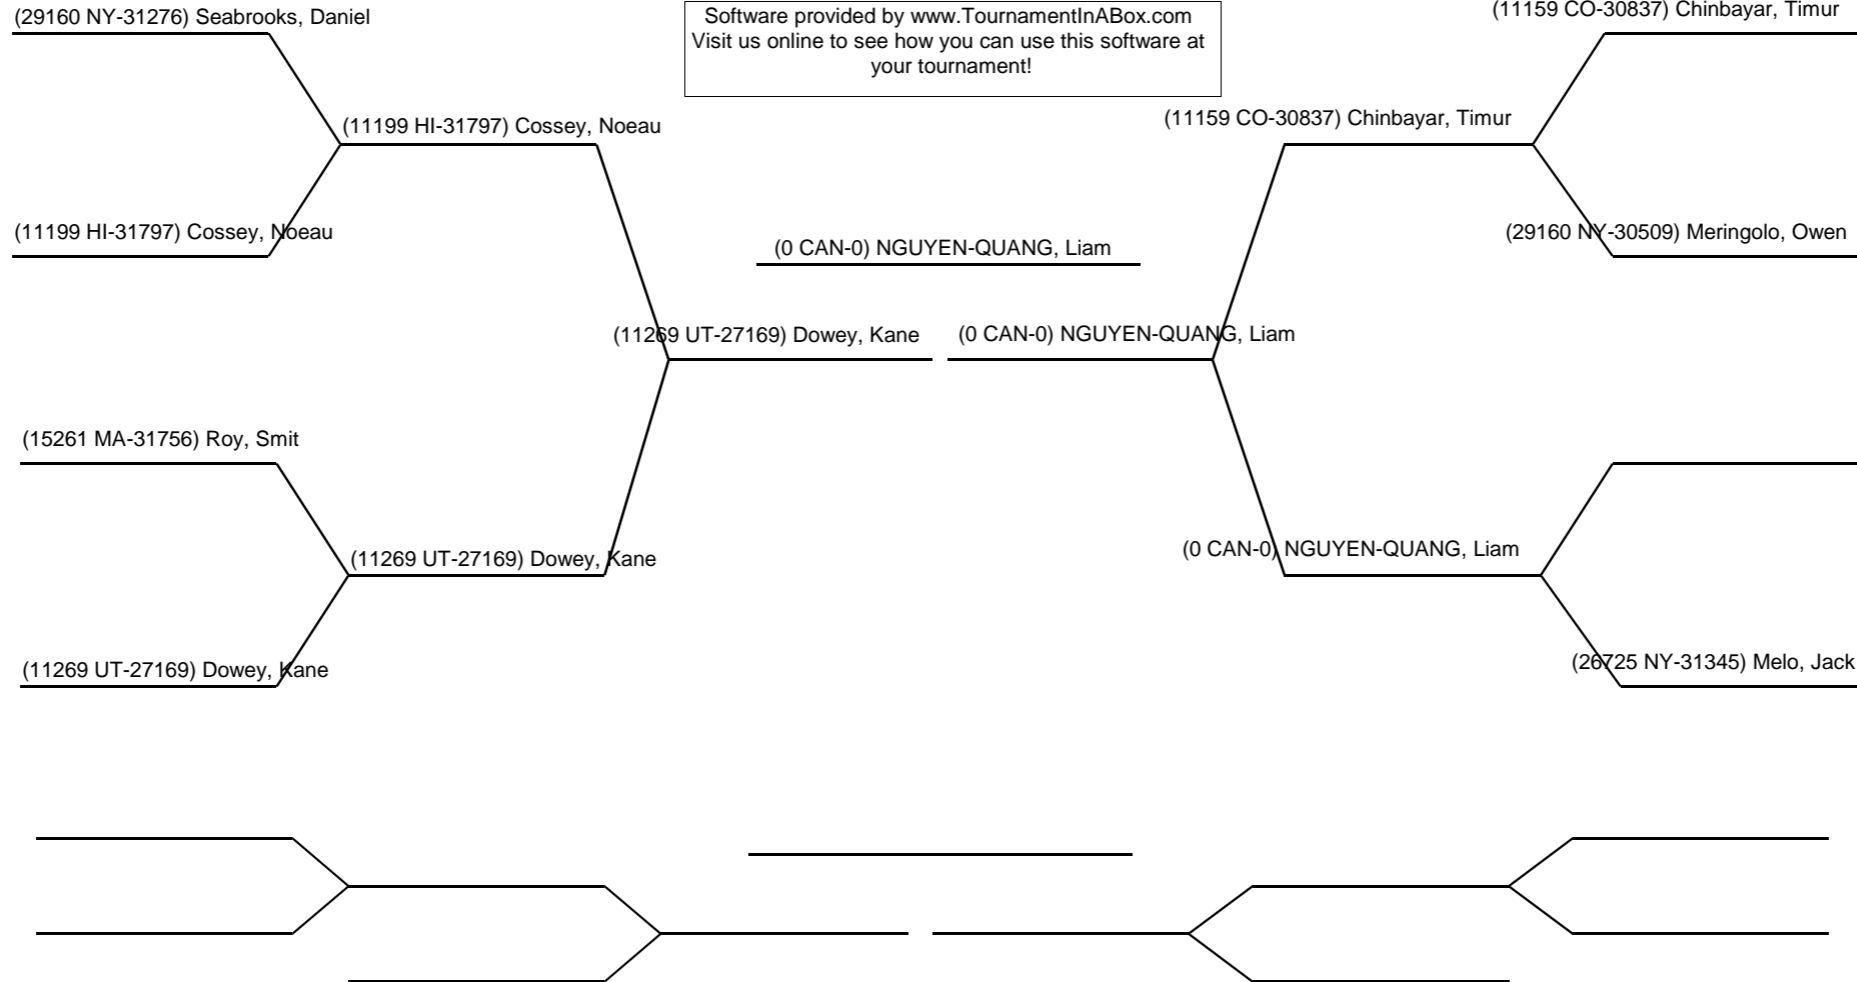 (29160 NY-31276) Seabrooks, Daniel
Software provided by www.TournamentInABox.com
Visit us online to see how you can use this software at
your tournament!
(11159 CO-30837) Chinbayar, Timur
(11199 HI-31797) Cossey, Noeau
(11159 CO-30837) Chinbayar, Timur
(11199 HI-31797) Cossey, Noeau
(0 CAN-0) NGUYEN-QUANG, Liam
(29160 NY-30509) Meringolo, Owen
(11269 UT-27169) Dowey, Kane
(0 CAN-0) NGUYEN-QUANG, Liam
(15261 MA-31756) Roy, Smit
(11269 UT-27169) Dowey, Kane
(0 CAN-0) NGUYEN-QUANG, Liam
(11269 UT-27169) Dowey, Kane
(26725 NY-31345) Melo, Jack